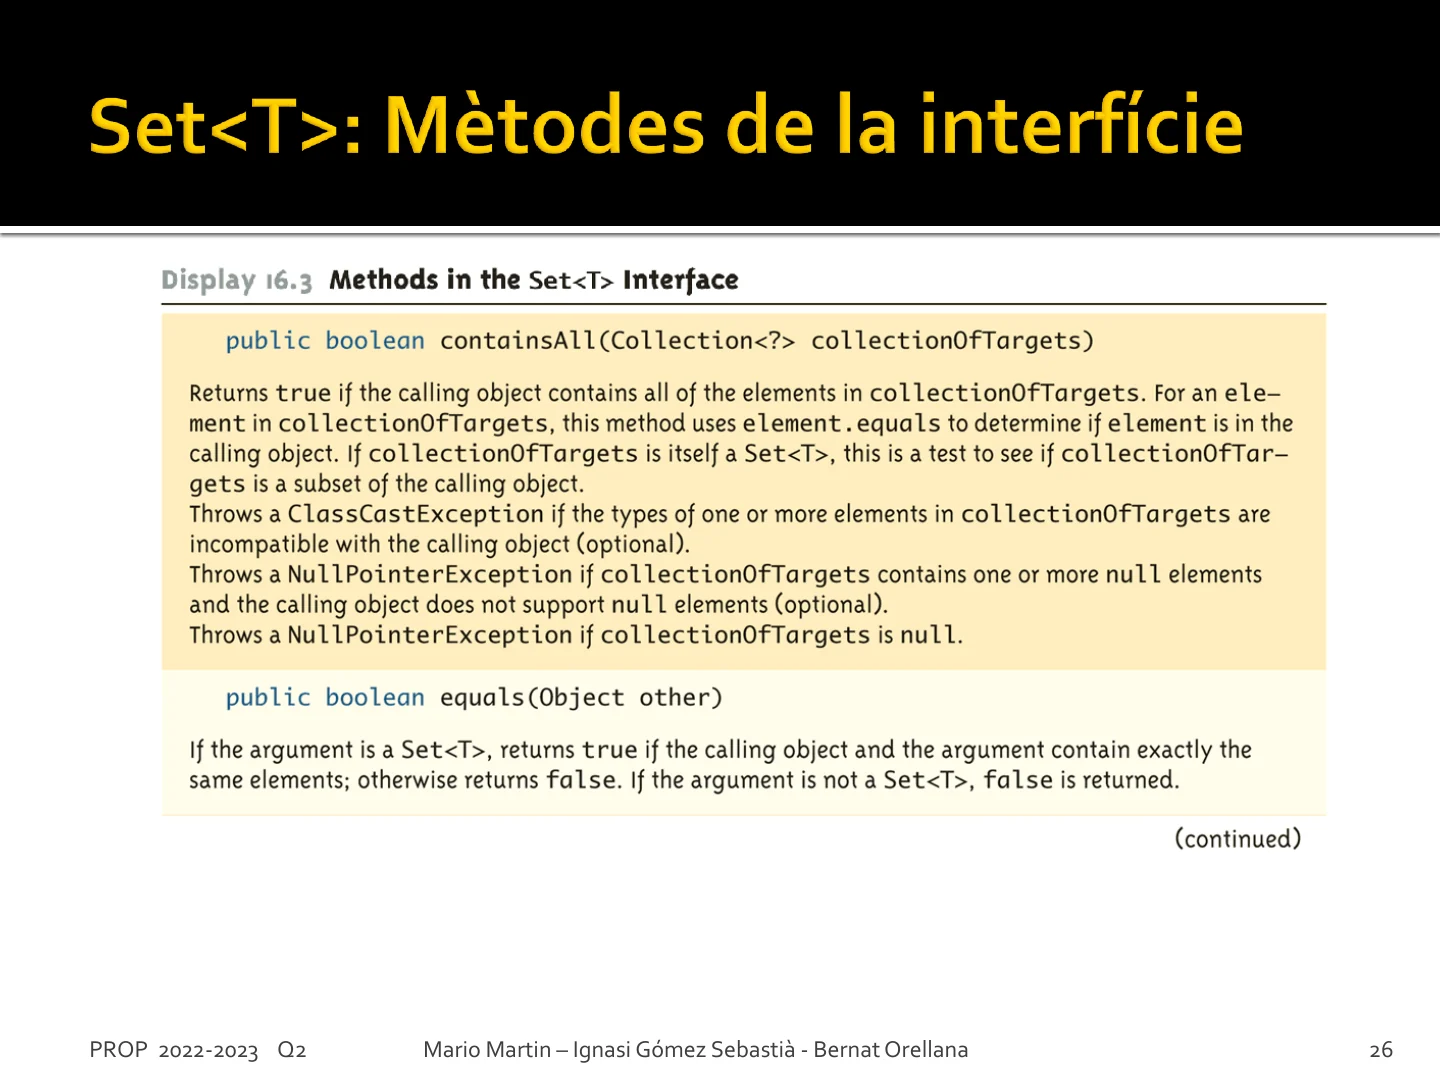 Set<T>: Mètodes de la interfície
Display 16.3 Methods in the Set<T> Interface
public boolean containsAll(Collection<?> collectionOfTargets)
Returns true if the calling object contains all of the elements in collectionOfTargets. For an ele–
ment in collectionOfTargets, this method uses element.equals to determine if element is in the
calling object. If collectionOfTargets is itself a Set<T>, this is a test to see if collectionOfTar–
gets is a subset of the calling object.
Throws a ClassCastException if the types of one or more elements in collectionOfTargets are
incompatible with the calling object (optional).
Throws a NullPointerException if collectionOfTargets contains one or more null elements
and the calling object does not support null elements (optional).
Throws a NullPointerException if collectionOfTargets is null.
public boolean equals(Object other)
If the argument is a Set<T>, returns true if the calling object and the argument contain exactly the
same elements; otherwise returns false. If the argument is not a Set<T>, false is returned.
(continued)
PROP 2022-2023 Q2 Mario Martin – Ignasi Gómez Sebastià - Bernat Orellana 26